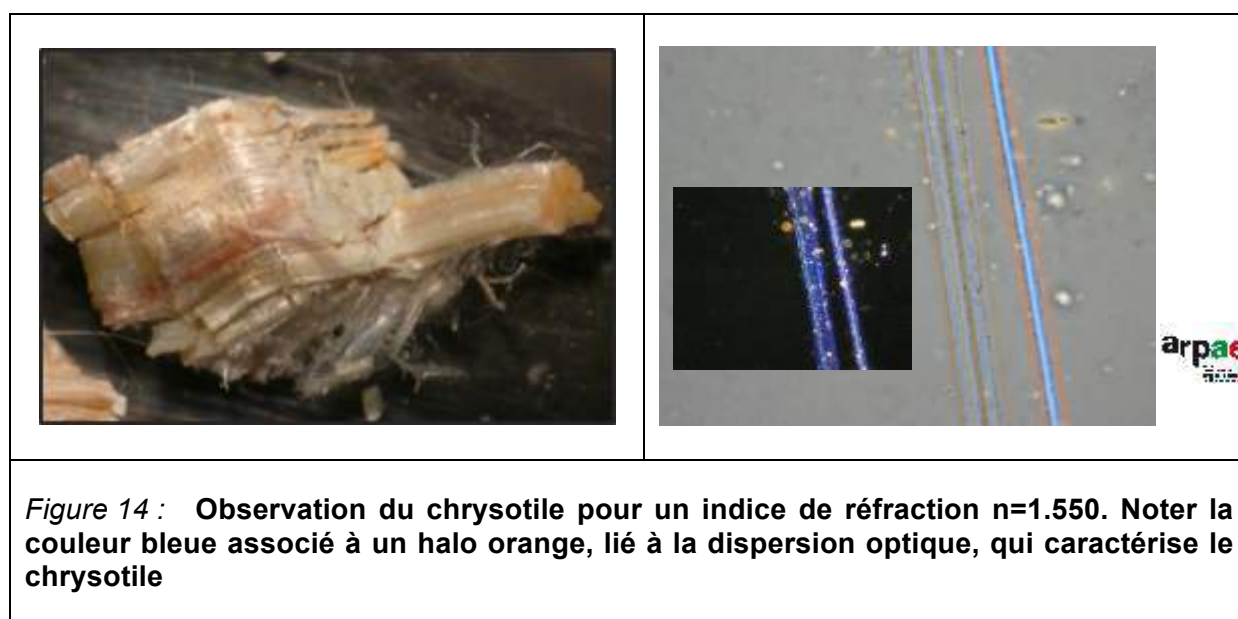 arpae
Figure 14 : Observation du chrysotile pour un indice de réfraction n=1.550. Noter la
couleur bleue associé à un halo orange, lié à la dispersion optique, qui caractérise le
chrysotile